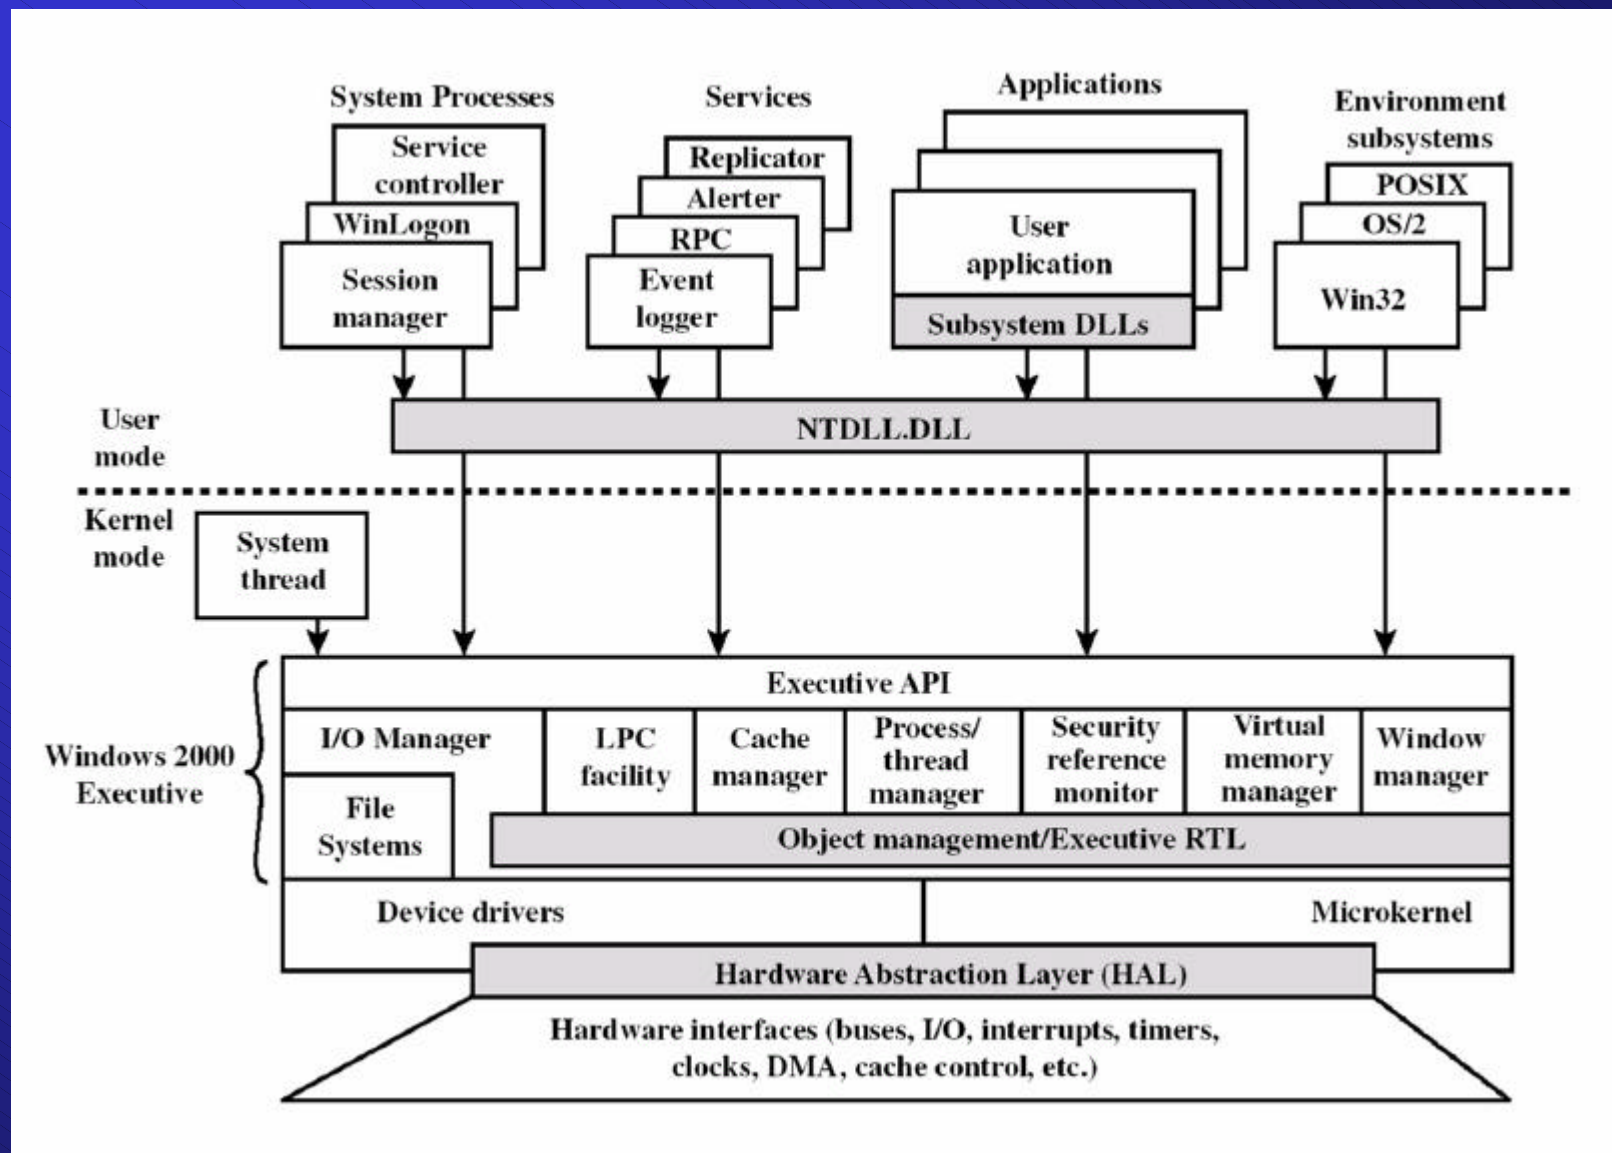 System Processes
Service
controller
WinLogon
Session
manager
Services
Replicator
Alerter
RPC
Event
logger
Applications
User
application
Subsystem DLLs
Environment
subsystems
POSIX
OS/2
Win32
NTDLL.DLL
User
mode
Kernel
mode
System
thread
Windows 2000
Executive
Executive API
I/O Manager
File
Systems
LPC
facility
Cache
manager
Process/
thread
manager
Security
reference
monitor
Virtual
memory
manager
Window
manager
Object management/Executive RTL
Device drivers
Microkernel
Hardware Abstraction Layer (HAL)
Hardware interfaces (buses, I/O, interrupts, timers,
clocks, DMA, cache control, etc.)